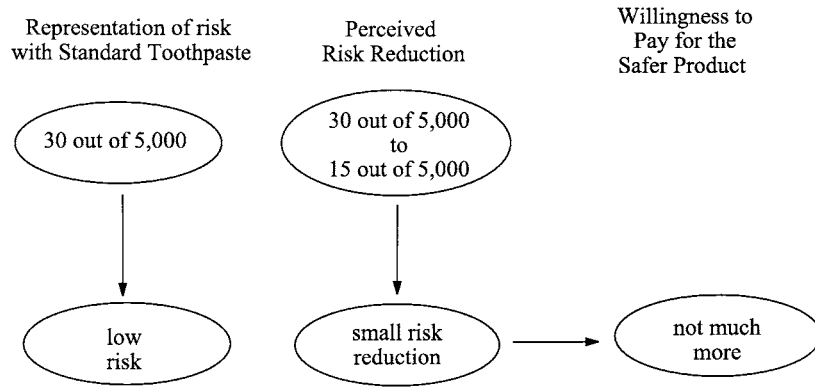 Representation of risk
with Standard Toothpaste
Perceived
Risk Reduction
Willingness to
Pay for the
Safer Product
30 out of 5,000
30 out of 5,000
to
15 out of 5,000
low
risk
small risk
reduction
not much
more